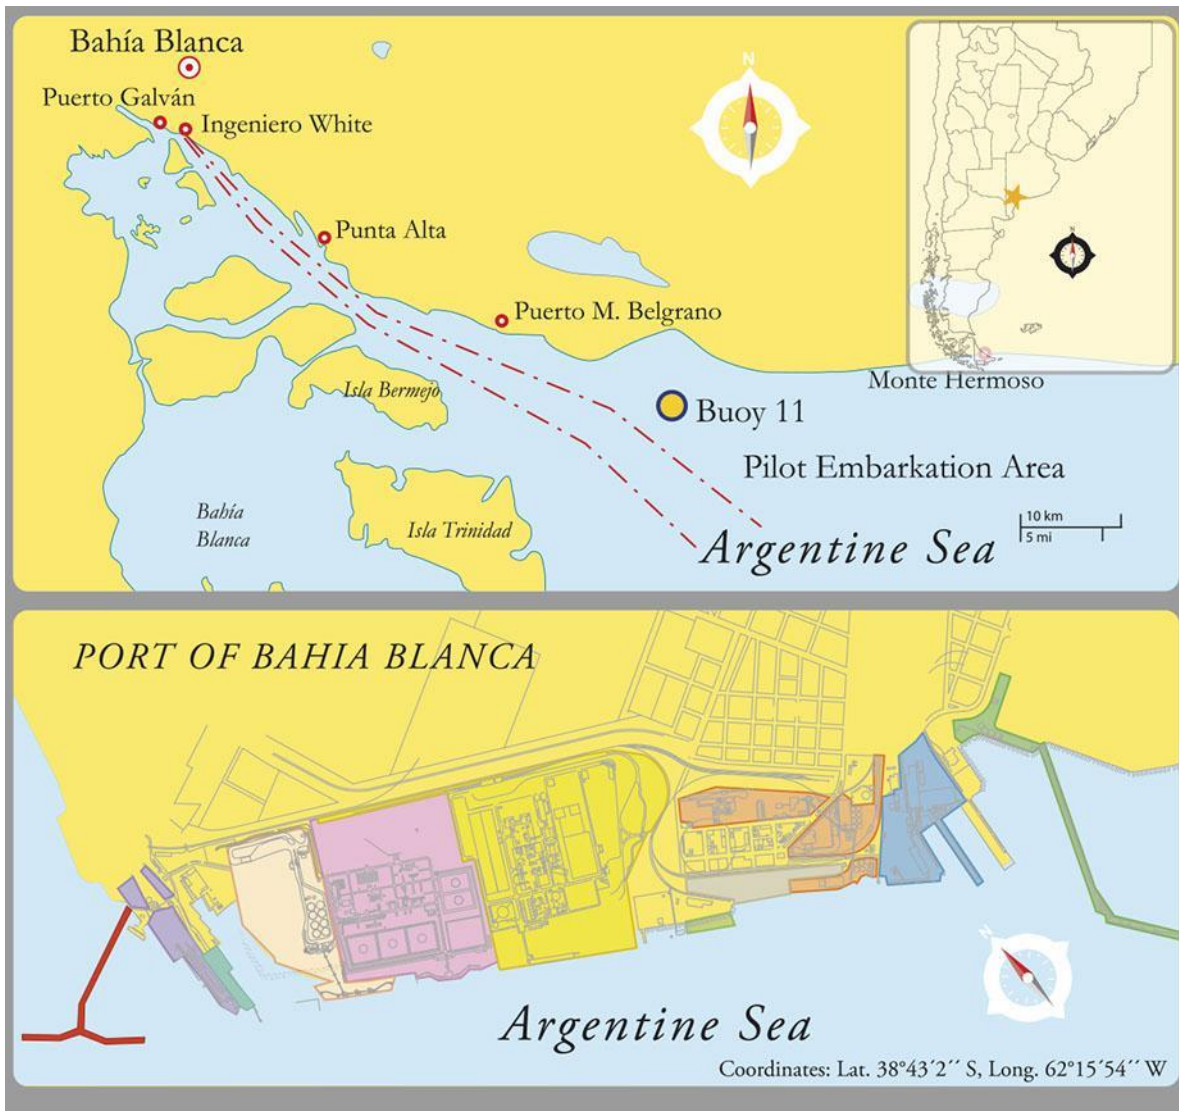 Bahía Blanca
Puerto Galván
Ingeniero White
N
Punta Alta
Puerto M. Belgrano
N
Monte Hermoso
Isla Bermejo
Buoy 11
Pilot Embarkation Area
Bahía
Blanca
Isla Trinidad
10 km
5 mi
Argentine Sea
PORT OF BAHIA BLANCA
N
Argentine Sea
Coordinates: Lat. 38°43´2´´ S, Long. 62°15´54´´ W